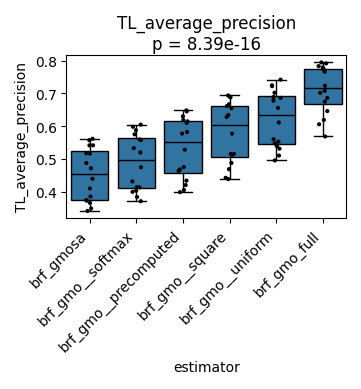 TL_average_precision
p = 8.39e-16
TL_average_precision
0.8
0.7
0.6
0.5
0.4
brf_gmosa
brf_gmo__softmax
brf_gmo__precomputed
brf_gmo__square
brf_gmo__uniform
brf_gmo_full
estimator